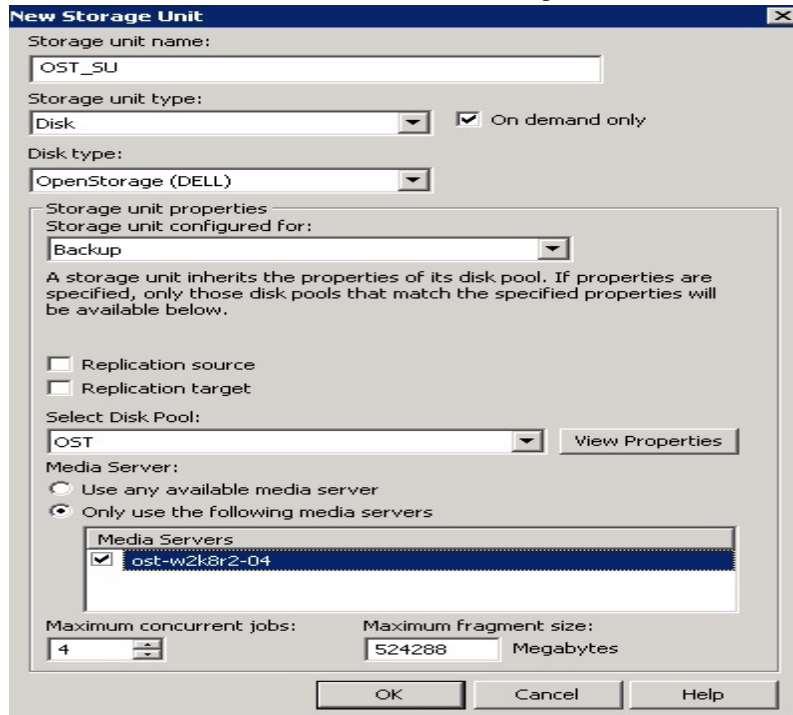 New Storage Unit
Storage unit name:
OST_SU
Storage unit type:
Disk
On demand only
Disk type:
OpenStorage (DELL)
Storage unit properties
Storage unit configured for:
Backup
A storage unit inherits the properties of its disk pool. If properties are
specified, only those disk pools that match the specified properties will
be available below.
Replication source
Replication target
Select Disk Pool:
OST
View Properties
Media Server:
Use any available media server
Only use the following media servers
Media Servers
ost-w2k8r2-04
Maximum concurrent jobs: Maximum fragment size:
4 524288 Megabytes
OK Cancel Help